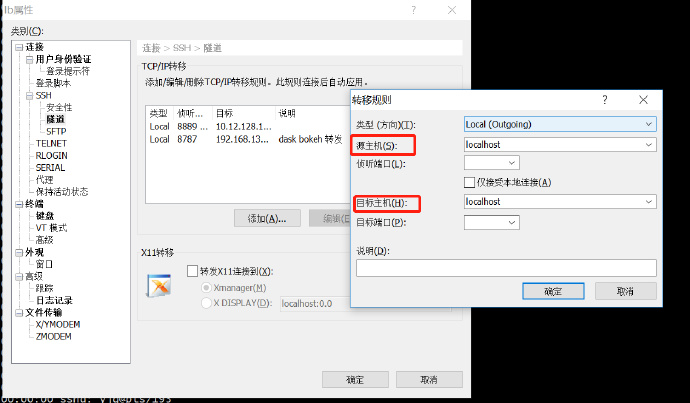 lb属性
类别(C):
连接
用户身份验证
登录提示符
登录脚本
SSH
安全性
隧道
SFTP
TELNET
RLOGIN
SERIAL
代理
保持活动状态
终端
键盘
VT 模式
高级
外观
窗口
高级
跟踪
日志记录
文件传输
X/YMODEM
ZMODEM
连接 > SSH > 隧道
TCP/IP转移
添加/编辑/删除TCP/IP转移规则。此规则连接后自动应用。
类型 侦听... 目标 说明
Local 8889 ... 10.12.128.1...
Local 8787 192.168.13... dask bokeh 转发
添加(A)...
编辑(E)
X11转移
转发X11连接到(X):
Xmanager(M)
X DISPLAY(D): localhost:0.0
确定 取消
转移规则
类型 (方向)(T): Local (Outgoing)
源主机(S): localhost
侦听端口(L):
仅接受本地连接(A)
目标主机(H): localhost
目标端口(P):
说明(D):
确定 取消